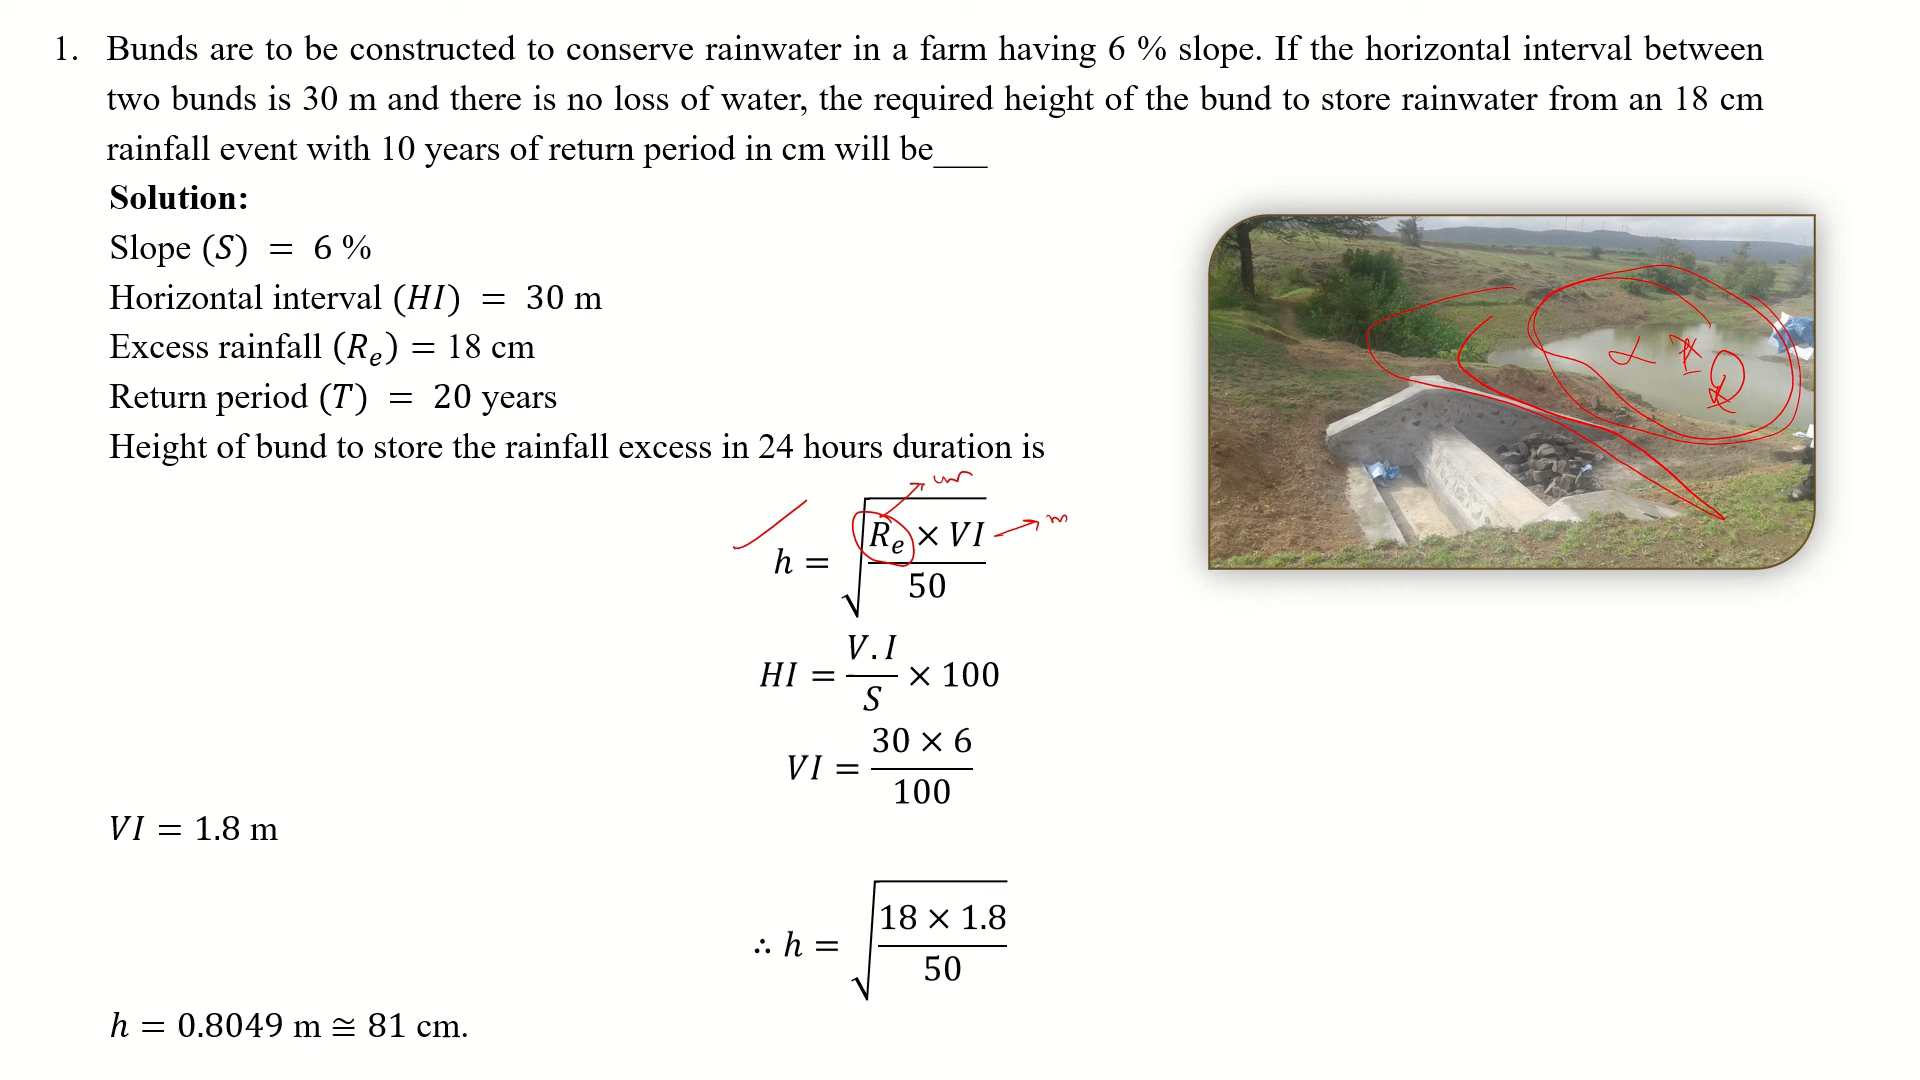 1. Bunds are to be constructed to conserve rainwater in a farm having 6 % slope. If the horizontal interval between
two bunds is 30 m and there is no loss of water, the required height of the bund to store rainwater from an 18 cm
rainfall event with 10 years of return period in cm will be___
Solution:
Slope (S) = 6 %
Horizontal interval (HI) = 30 m
Excess rainfall (Rₑ) = 18 cm
Return period (T) = 20 years
Height of bund to store the rainfall excess in 24 hours duration is
h = √((Rₑ × VI)/50)
m
HI = V.I/S × 100
VI = (30 × 6)/100
VI = 1.8 m
∴ h = √((18 × 1.8)/50)
h = 0.8049 m ≅ 81 cm.